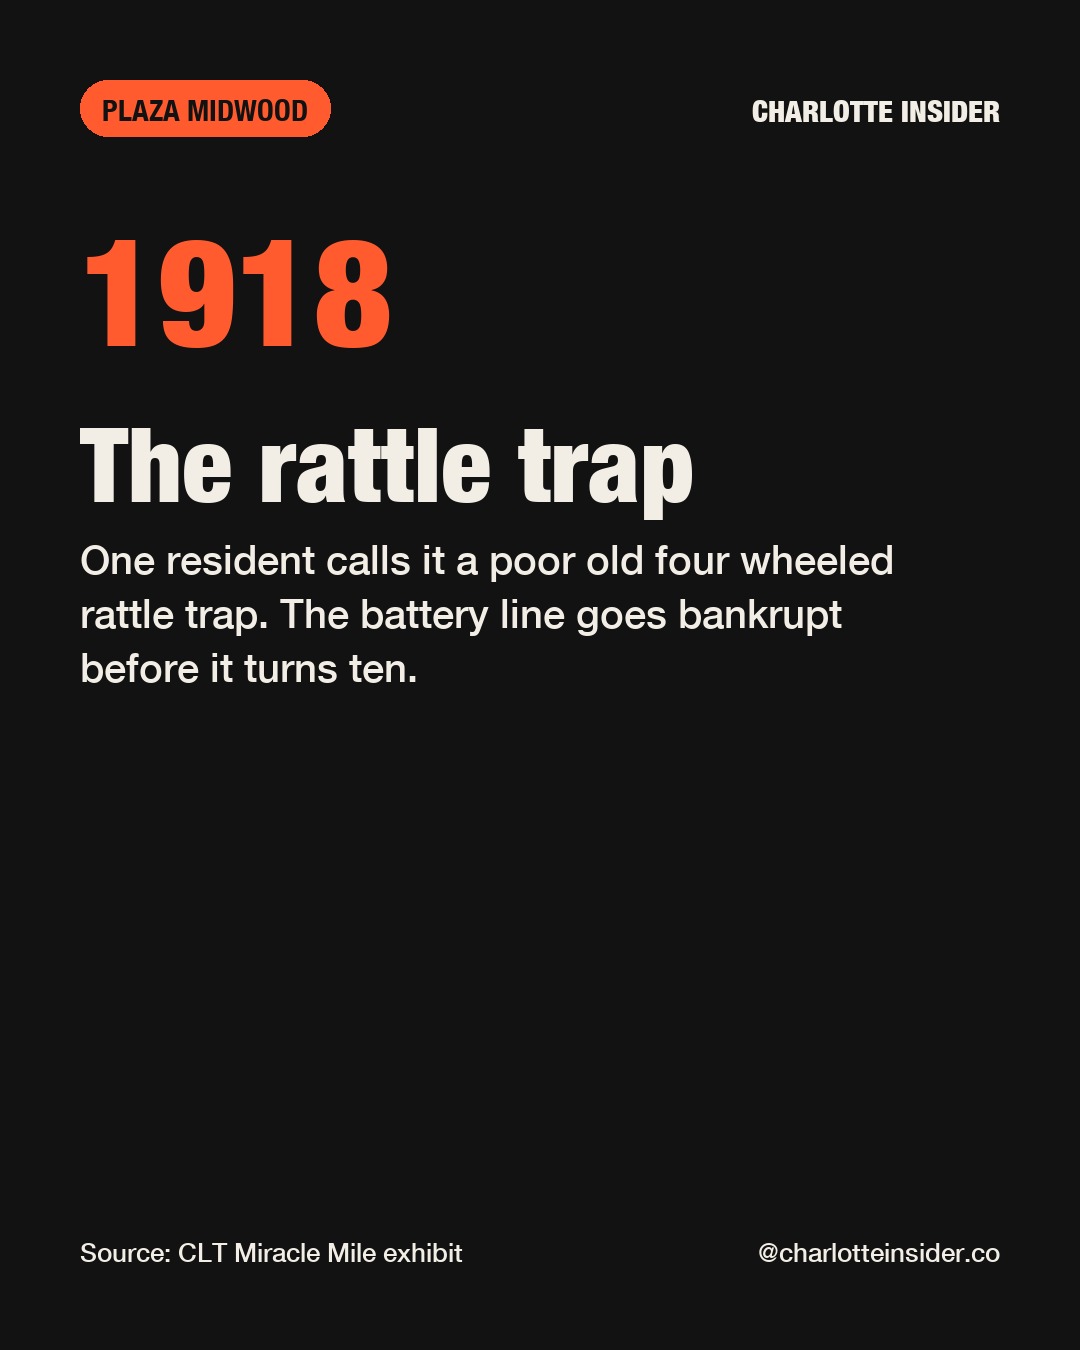 PLAZA MIDWOOD
CHARLOTTE INSIDER
1918
The rattle trap
One resident calls it a poor old four wheeled
rattle trap. The battery line goes bankrupt
before it turns ten.
Source: CLT Miracle Mile exhibit
@charlotteinsider.co